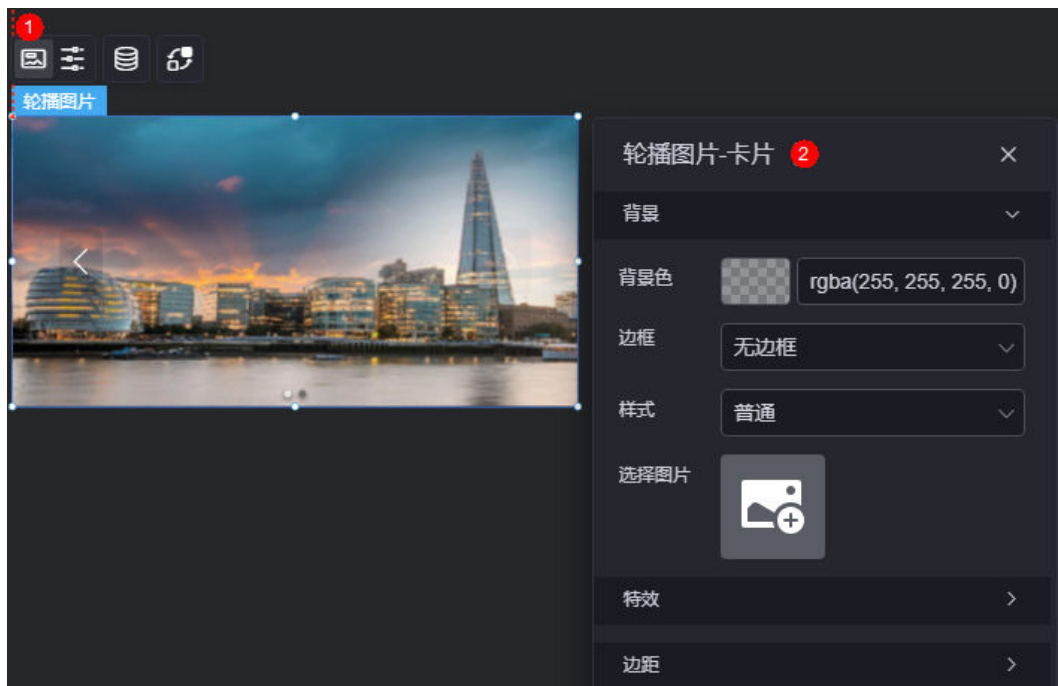 1
轮播图片
轮播图片-卡片 2
背景
背景色 rgba(255, 255, 255, 0)
边框 无边框
样式 普通
选择图片
特效
边距